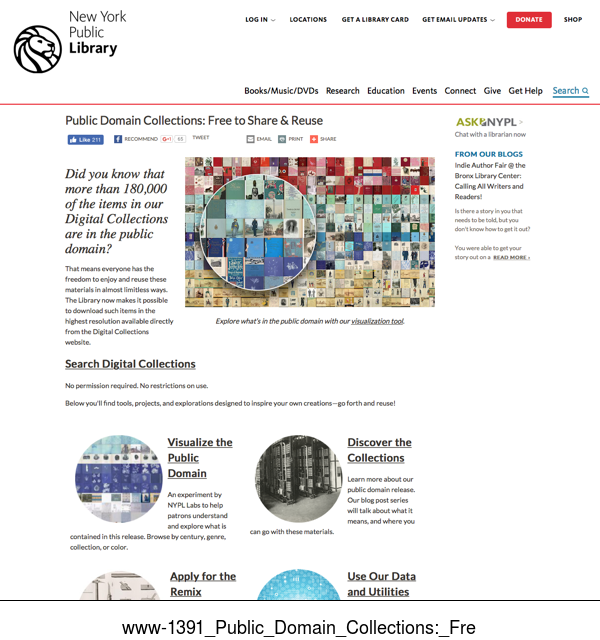 New York
Public
Library
LOG IN
LOCATIONS
GET A LIBRARY CARD
GET EMAIL UPDATES
DONATE
SHOP
Books/Music/DVDs Research Education Events Connect Give Get Help Search
Public Domain Collections: Free to Share & Reuse
Like 211 RECOMMEND G+1 65 TWEET EMAIL PRINT SHARE
Did you know that
more than 180,000
of the items in our
Digital Collections
are in the public
domain?
That means everyone has the
freedom to enjoy and reuse these
materials in almost limitless ways.
The Library now makes it possible
to download such items in the
highest resolution available directly
from the Digital Collections
website.
Explore what's in the public domain with our visualization tool.
Search Digital Collections
No permission required. No restrictions on use.
Below you'll find tools, projects, and explorations designed to inspire your own creations—go forth and reuse!
Visualize the
Public
Domain
An experiment by
NYPL Labs to help
patrons understand
and explore what is
contained in this release. Browse by century, genre,
collection, or color.
Discover the
Collections
Learn more about our
public domain release.
Our blog post series
will talk about what it
means, and where you
can go with these materials.
Apply for the
Remix
Use Our Data
and Utilities
ASKNYPL >
Chat with a librarian now
FROM OUR BLOGS
Indie Author Fair @ the
Bronx Library Center:
Calling All Writers and
Readers!
Is there a story in you that
needs to be told, but you
don't know how to get it out?
You were able to get your
story out on a READ MORE ›
www-1391_Public_Domain_Collections:_Fre